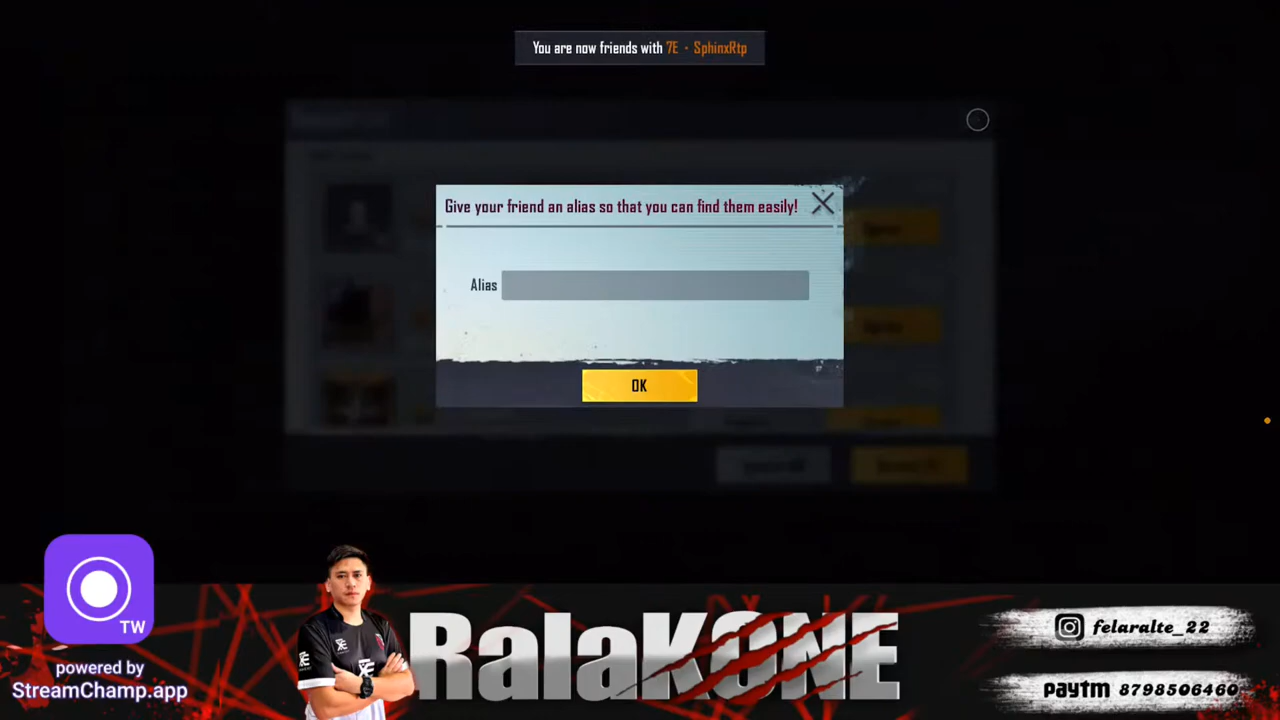 You are now friends with 7E · SphinxRtp
Give your friend an alias so that you can find them easily!
Alias
OK
TW
powered by
StreamChamp.app
RalaKONE
felaralte_22
paytm 8798506460